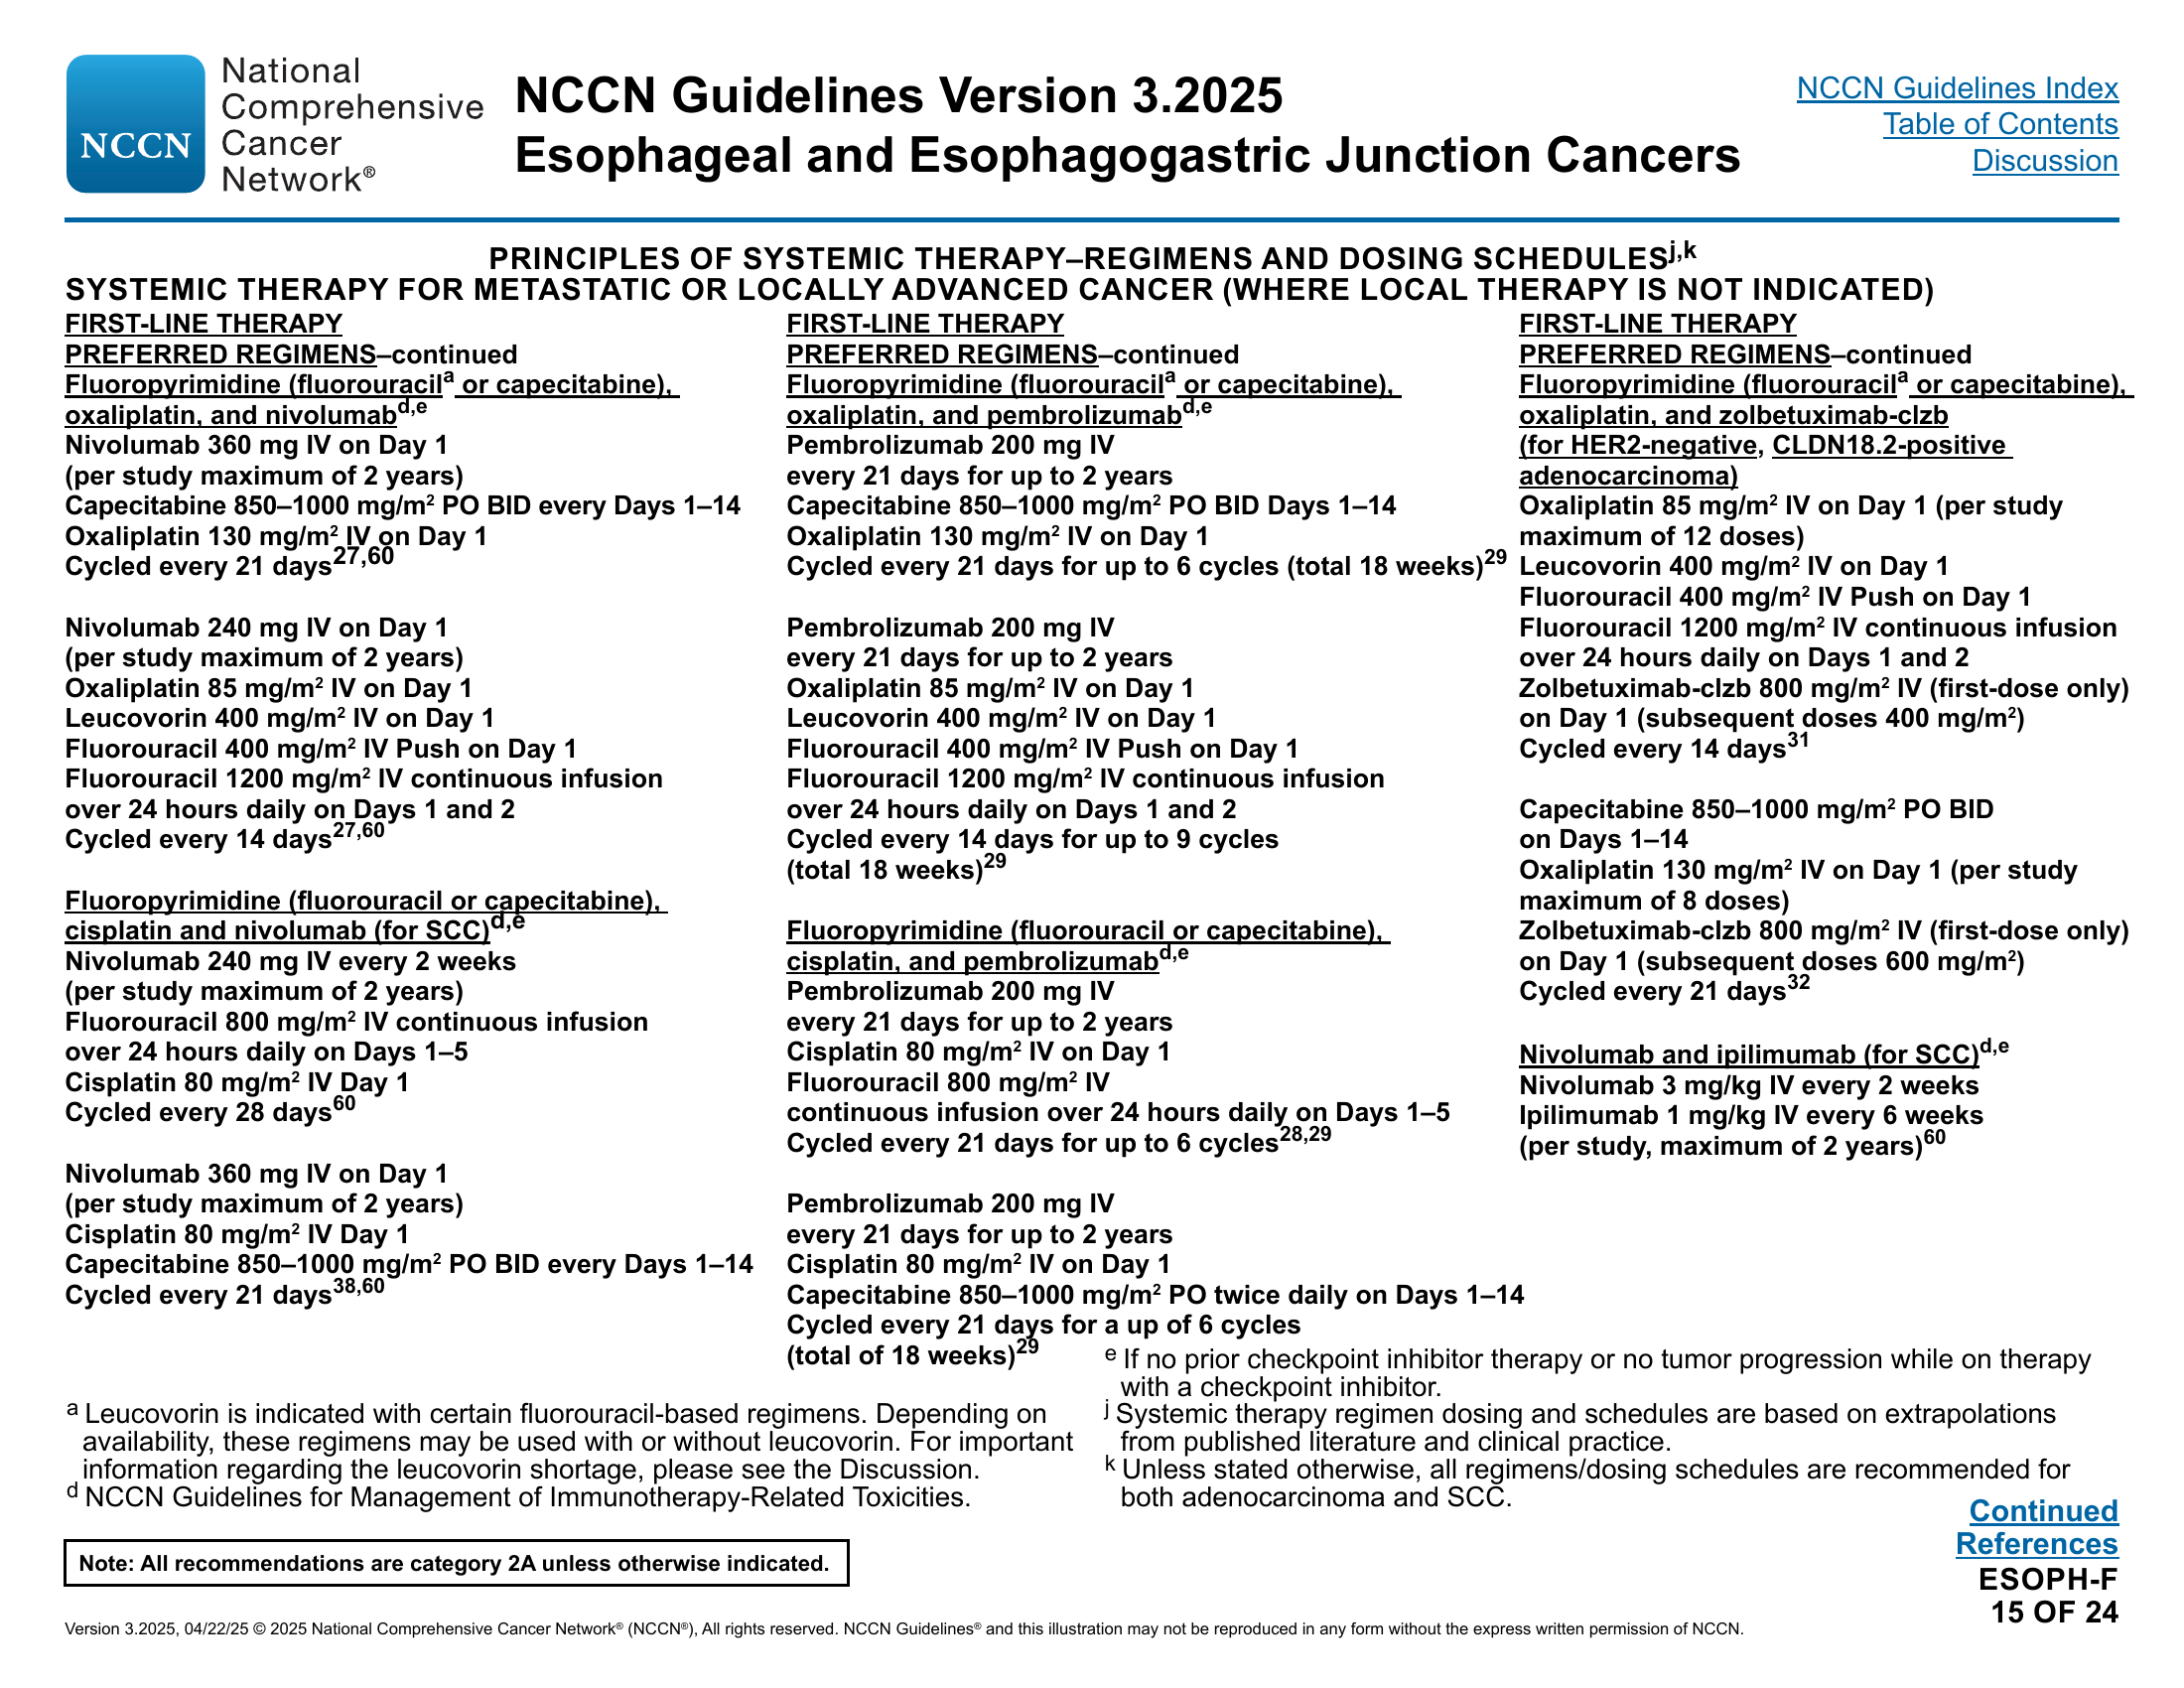 NCCN
National
Comprehensive
Cancer
Network®
NCCN Guidelines Version 3.2025
Esophageal and Esophagogastric Junction Cancers
NCCN Guidelines Index
Table of Contents
Discussion
PRINCIPLES OF SYSTEMIC THERAPY–REGIMENS AND DOSING SCHEDULESj,k
SYSTEMIC THERAPY FOR METASTATIC OR LOCALLY ADVANCED CANCER (WHERE LOCAL THERAPY IS NOT INDICATED)
FIRST-LINE THERAPY
PREFERRED REGIMENS–continued
Fluoropyrimidine (fluorouracila or capecitabine),
oxaliplatin, and nivolumabd,e
Nivolumab 360 mg IV on Day 1
(per study maximum of 2 years)
Capecitabine 850–1000 mg/m² PO BID every Days 1–14
Oxaliplatin 130 mg/m² IV on Day 1
Cycled every 21 days27,60
Nivolumab 240 mg IV on Day 1
(per study maximum of 2 years)
Oxaliplatin 85 mg/m² IV on Day 1
Leucovorin 400 mg/m² IV on Day 1
Fluorouracil 400 mg/m² IV Push on Day 1
Fluorouracil 1200 mg/m² IV continuous infusion
over 24 hours daily on Days 1 and 2
Cycled every 14 days27,60
Fluoropyrimidine (fluorouracil or capecitabine),
cisplatin and nivolumab (for SCC)d,e
Nivolumab 240 mg IV every 2 weeks
(per study maximum of 2 years)
Fluorouracil 800 mg/m² IV continuous infusion
over 24 hours daily on Days 1–5
Cisplatin 80 mg/m² IV Day 1
Cycled every 28 days60
Nivolumab 360 mg IV on Day 1
(per study maximum of 2 years)
Cisplatin 80 mg/m² IV Day 1
Capecitabine 850–1000 mg/m² PO BID every Days 1–14
Cycled every 21 days38,60
FIRST-LINE THERAPY
PREFERRED REGIMENS–continued
Fluoropyrimidine (fluorouracila or capecitabine),
oxaliplatin, and pembrolizumabd,e
Pembrolizumab 200 mg IV
every 21 days for up to 2 years
Capecitabine 850–1000 mg/m² PO BID Days 1–14
Oxaliplatin 130 mg/m² IV on Day 1
Cycled every 21 days for up to 6 cycles (total 18 weeks)29
Pembrolizumab 200 mg IV
every 21 days for up to 2 years
Oxaliplatin 85 mg/m² IV on Day 1
Leucovorin 400 mg/m² IV on Day 1
Fluorouracil 400 mg/m² IV Push on Day 1
Fluorouracil 1200 mg/m² IV continuous infusion
over 24 hours daily on Days 1 and 2
Cycled every 14 days for up to 9 cycles
(total 18 weeks)29
Fluoropyrimidine (fluorouracil or capecitabine),
cisplatin, and pembrolizumabd,e
Pembrolizumab 200 mg IV
every 21 days for up to 2 years
Cisplatin 80 mg/m² IV on Day 1
Fluorouracil 800 mg/m² IV
continuous infusion over 24 hours daily on Days 1–5
Cycled every 21 days for up to 6 cycles28,29
Pembrolizumab 200 mg IV
every 21 days for up to 2 years
Cisplatin 80 mg/m² IV on Day 1
Capecitabine 850–1000 mg/m² PO twice daily on Days 1–14
Cycled every 21 days for a up of 6 cycles
(total of 18 weeks)29
FIRST-LINE THERAPY
PREFERRED REGIMENS–continued
Fluoropyrimidine (fluorouracila or capecitabine),
oxaliplatin, and zolbetuximab-clzb
(for HER2-negative, CLDN18.2-positive
adenocarcinoma)
Oxaliplatin 85 mg/m² IV on Day 1 (per study
maximum of 12 doses)
Leucovorin 400 mg/m² IV on Day 1
Fluorouracil 400 mg/m² IV Push on Day 1
Fluorouracil 1200 mg/m² IV continuous infusion
over 24 hours daily on Days 1 and 2
Zolbetuximab-clzb 800 mg/m² IV (first-dose only)
on Day 1 (subsequent doses 400 mg/m²)
Cycled every 14 days31
Capecitabine 850–1000 mg/m² PO BID
on Days 1–14
Oxaliplatin 130 mg/m² IV on Day 1 (per study
maximum of 8 doses)
Zolbetuximab-clzb 800 mg/m² IV (first-dose only)
on Day 1 (subsequent doses 600 mg/m²)
Cycled every 21 days32
Nivolumab and ipilimumab (for SCC)d,e
Nivolumab 3 mg/kg IV every 2 weeks
Ipilimumab 1 mg/kg IV every 6 weeks
(per study, maximum of 2 years)60
a Leucovorin is indicated with certain fluorouracil-based regimens. Depending on
availability, these regimens may be used with or without leucovorin. For important
information regarding the leucovorin shortage, please see the Discussion.
d NCCN Guidelines for Management of Immunotherapy-Related Toxicities.
e If no prior checkpoint inhibitor therapy or no tumor progression while on therapy
with a checkpoint inhibitor.
j Systemic therapy regimen dosing and schedules are based on extrapolations
from published literature and clinical practice.
k Unless stated otherwise, all regimens/dosing schedules are recommended for
both adenocarcinoma and SCC.
Continued
References
Note: All recommendations are category 2A unless otherwise indicated.
ESOPH-F
15 OF 24
Version 3.2025, 04/22/25 © 2025 National Comprehensive Cancer Network® (NCCN®), All rights reserved. NCCN Guidelines® and this illustration may not be reproduced in any form without the express written permission of NCCN.